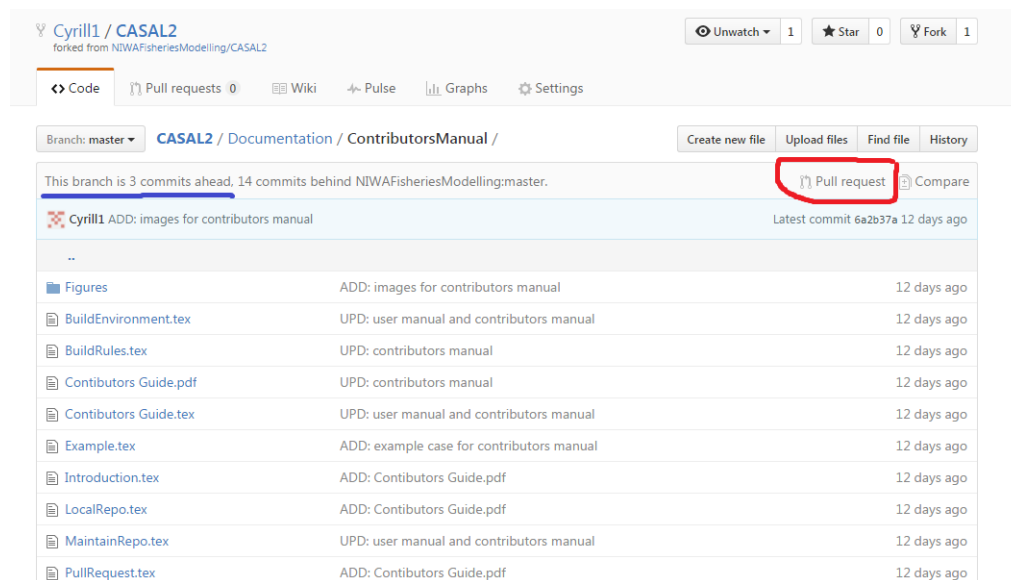 Cyrill1 / CASAL2
forked from NIWAFisheriesModelling/CASAL2
Unwatch 1 Star 0 Fork 1
Code Pull requests 0 Wiki Pulse Graphs Settings
Branch: master CASAL2 / Documentation / ContributorsManual /
Create new file Upload files Find file History
This branch is 3 commits ahead, 14 commits behind NIWAFisheriesModelling:master. Pull request Compare
Cyrill1 ADD: images for contributors manual Latest commit 6a2b37a 12 days ago
..
Figures ADD: images for contributors manual 12 days ago
BuildEnvironment.tex UPD: user manual and contributors manual 12 days ago
BuildRules.tex UPD: contributors manual 12 days ago
Contibutors Guide.pdf UPD: contributors manual 12 days ago
Contibutors Guide.tex UPD: user manual and contributors manual 12 days ago
Example.tex ADD: example case for contributors manual 12 days ago
Introduction.tex ADD: Contibutors Guide.pdf 12 days ago
LocalRepo.tex ADD: Contibutors Guide.pdf 12 days ago
MaintainRepo.tex UPD: user manual and contributors manual 12 days ago
PullRequest.tex ADD: Contibutors Guide.pdf 12 days ago